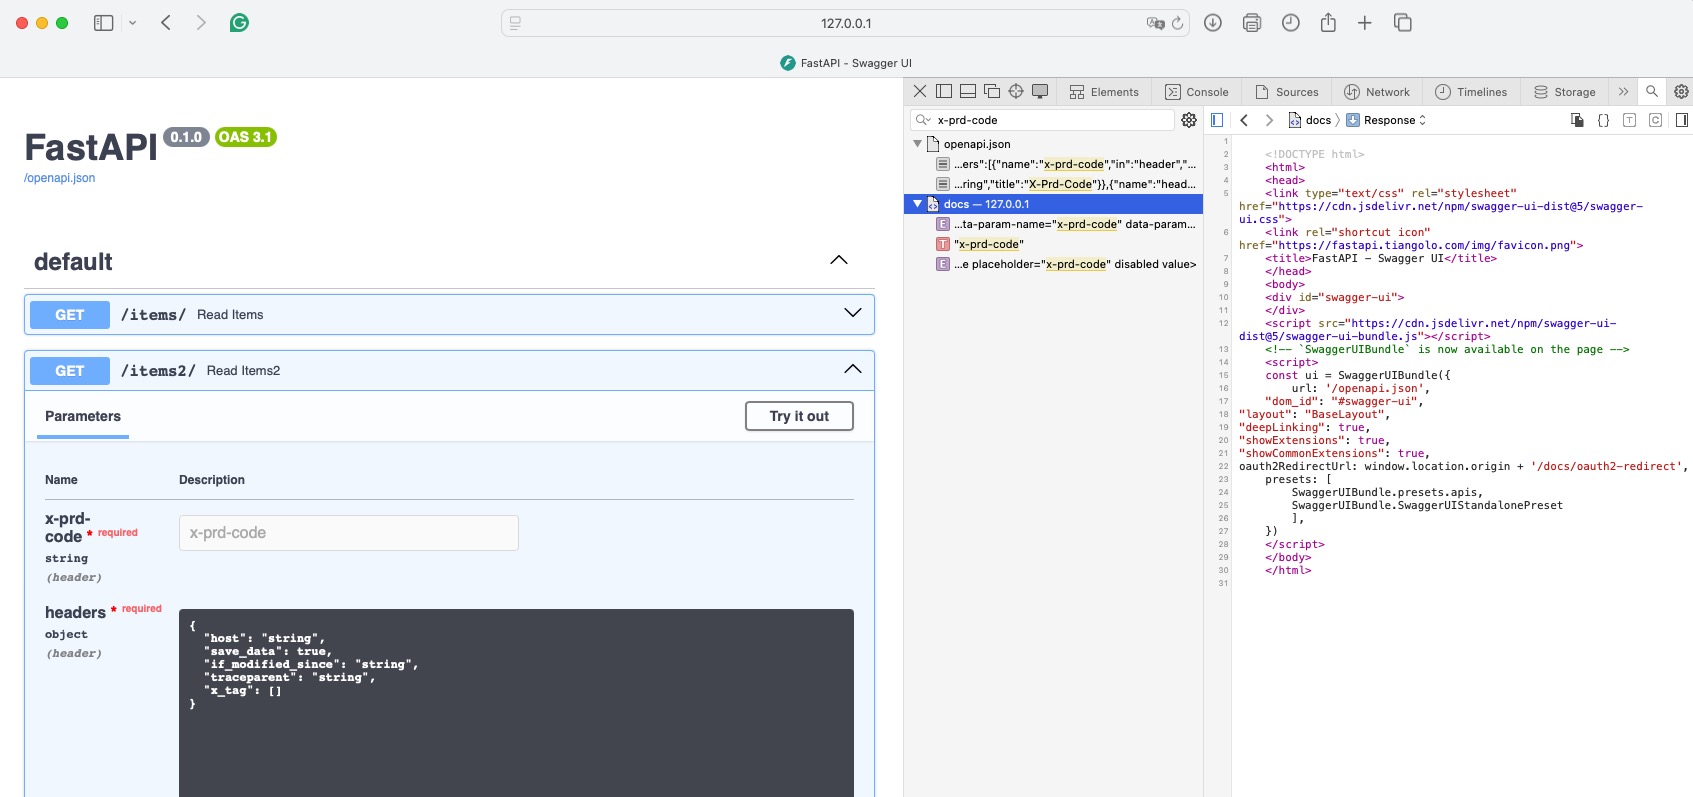 127.0.0.1
FastAPI - Swagger UI
FastAPI 0.1.0 OAS 3.1
/openapi.json
default
GET /items/ Read Items
GET /items2/ Read Items2
Parameters
Try it out
Name Description
x-prd-
code * required
string
(header)
x-prd-code
headers * required
object
(header)
{
"host": "string",
"save_data": true,
"if_modified_since": "string",
"traceparent": "string",
"x_tag": []
}
Elements Console Sources Network Timelines Storage
x-prd-code
openapi.json
...ers":[{"name":"x-prd-code","in":"header","...
...ring","title":"X-Prd-Code"}},{"name":"head...
docs — 127.0.0.1
E ...ta-param-name="x-prd-code" data-param...
T "x-prd-code"
E ...e placeholder="x-prd-code" disabled value>
docs Response
1
2 <!DOCTYPE html>
3 <html>
4 <head>
5 <link type="text/css" rel="stylesheet"
href="https://cdn.jsdelivr.net/npm/swagger-ui-dist@5/swagger-
ui.css">
6 <link rel="shortcut icon"
href="https://fastapi.tiangolo.com/img/favicon.png">
7 <title>FastAPI - Swagger UI</title>
8 </head>
9 <body>
10 <div id="swagger-ui">
11 </div>
12 <script src="https://cdn.jsdelivr.net/npm/swagger-ui-
dist@5/swagger-ui-bundle.js"></script>
13 <!-- `SwaggerUIBundle` is now available on the page -->
14 <script>
15 const ui = SwaggerUIBundle({
16 url: '/openapi.json',
17 "dom_id": "#swagger-ui",
18 "layout": "BaseLayout",
19 "deepLinking": true,
20 "showExtensions": true,
21 "showCommonExtensions": true,
22 oauth2RedirectUrl: window.location.origin + '/docs/oauth2-redirect',
23 presets: [
24 SwaggerUIBundle.presets.apis,
25 SwaggerUIBundle.SwaggerUIStandalonePreset
26 ],
27 })
28 </script>
29 </body>
30 </html>
31